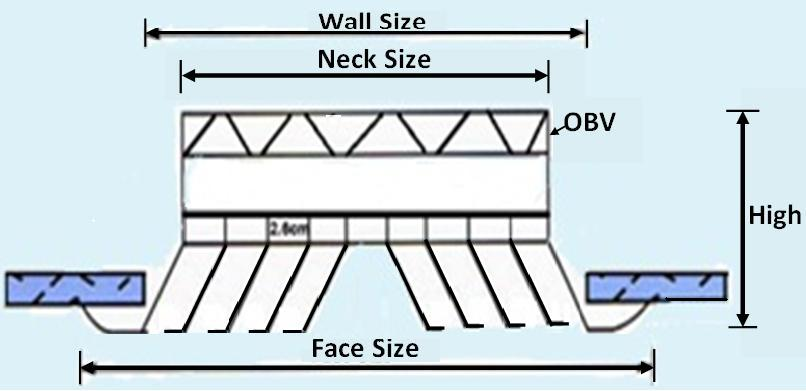 Wall Size
Neck Size
OBV
High
2.6cm
Face Size